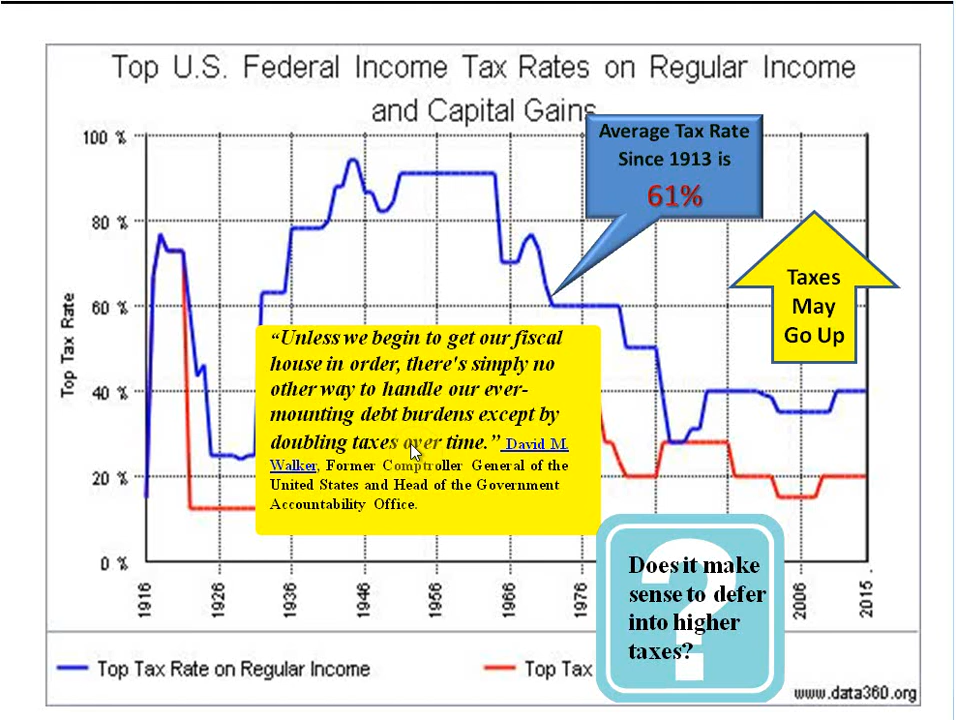 Top U.S. Federal Income Tax Rates on Regular Income
and Capital Gains
Average Tax Rate
Since 1913 is
61%
Taxes
May
Go Up
Top Tax Rate
100 %
80 %
60 %
40 %
20 %
0 %
“Unless we begin to get our fiscal
house in order, there's simply no
other way to handle our ever-
mounting debt burdens except by
doubling taxes over time.” David M.
Walker, Former Comptroller General of the
United States and Head of the Government
Accountability Office.
1916
1926
1936
1946
1956
1966
1976
2006
2015
Does it make
sense to defer
into higher
taxes?
Top Tax Rate on Regular Income
Top Tax
www.data360.org